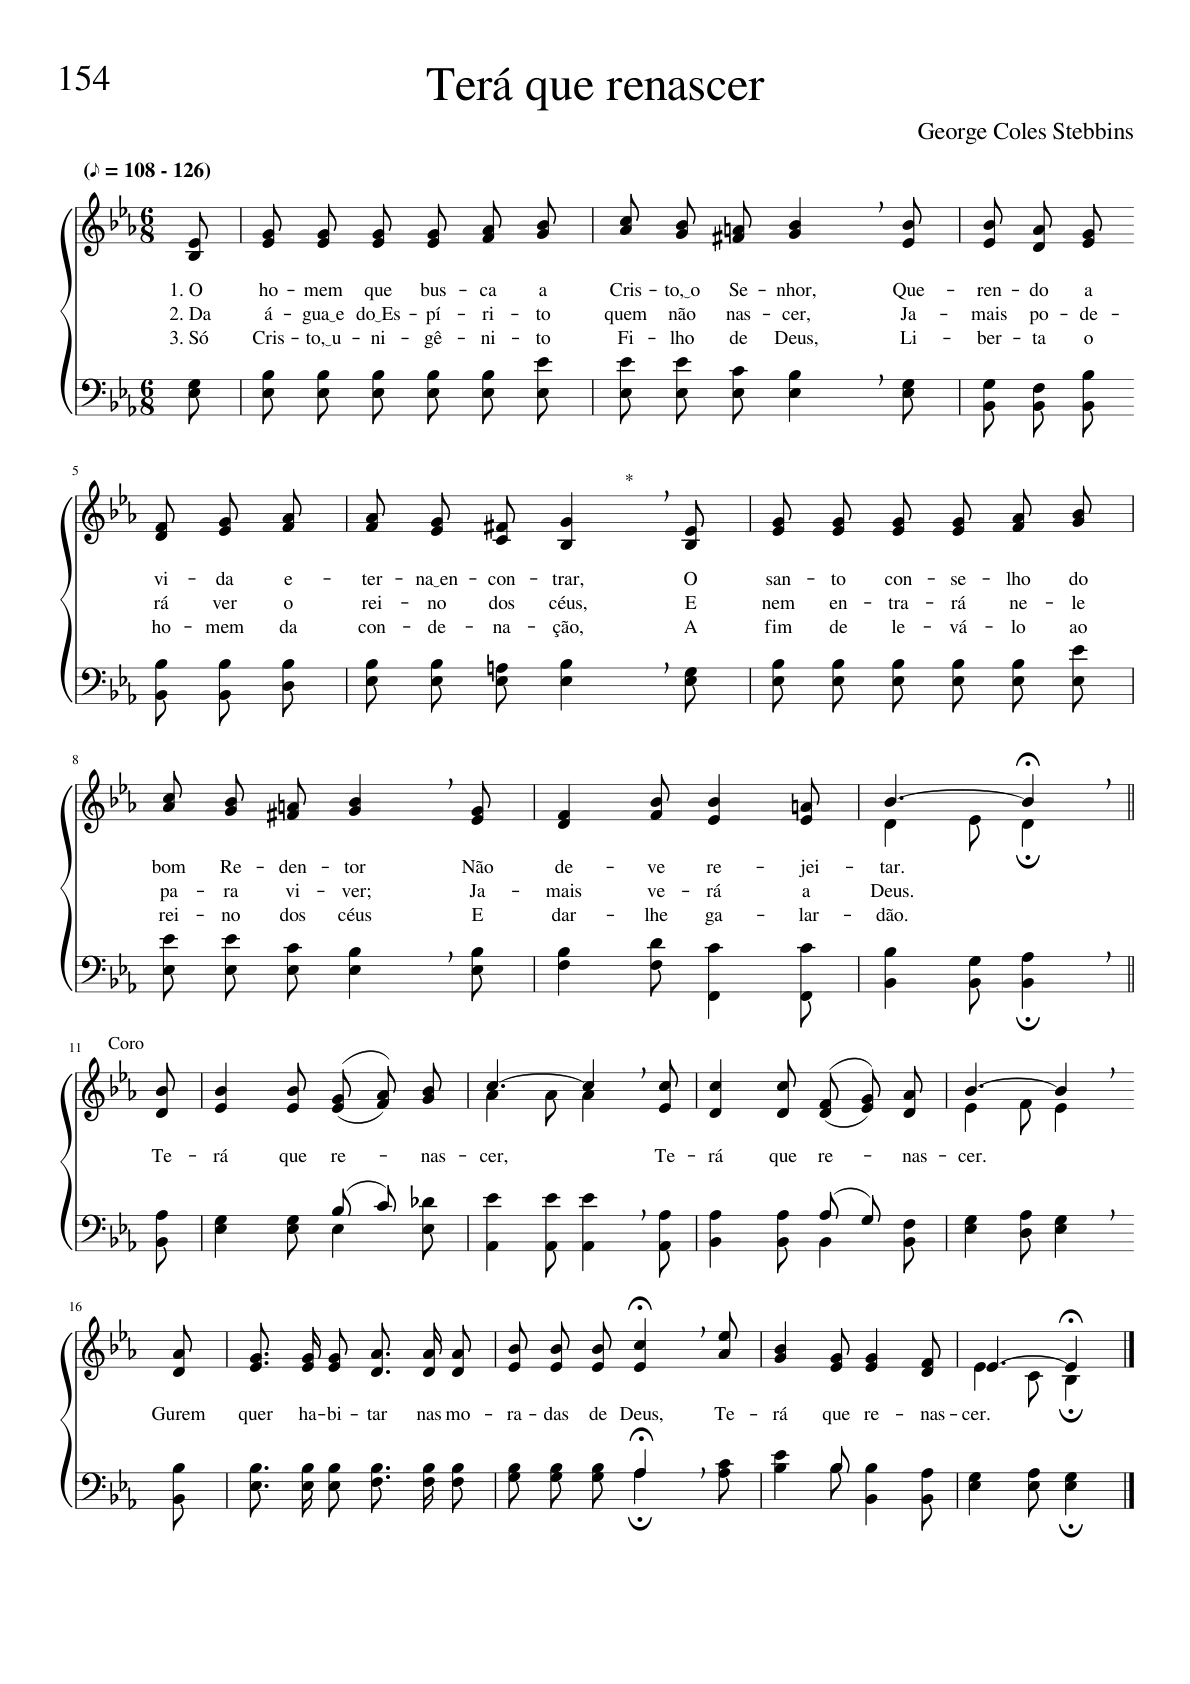 154
Terá que renascer
George Coles Stebbins
(♪ = 108 - 126)
1. O ho - mem que bus - ca a Cris - to,‿o Se - nhor, Que - ren - do a
2. Da á - gua‿e do‿Es - pí - ri - to quem não nas - cer, Ja - mais po - de -
3. Só Cris - to,‿u - ni - gê - ni - to Fi - lho de Deus, Li - ber - ta o
5
*
vi - da e - ter - na‿en - con - trar, O san - to con - se - lho do
rá ver o rei - no dos céus, E nem en - tra - rá ne - le
ho - mem da con - de - na - ção, A fim de le - vá - lo ao
8
bom Re - den - tor Não de - ve re - jei - tar.
pa - ra vi - ver; Ja - mais ve - rá a Deus.
rei - no dos céus E dar - lhe ga - lar - dão.
11 Coro
Te - rá que re - nas - cer, Te - rá que re - nas - cer.
16
Gurem quer ha - bi - tar nas mo - ra - das de Deus, Te - rá que re - nas - cer.